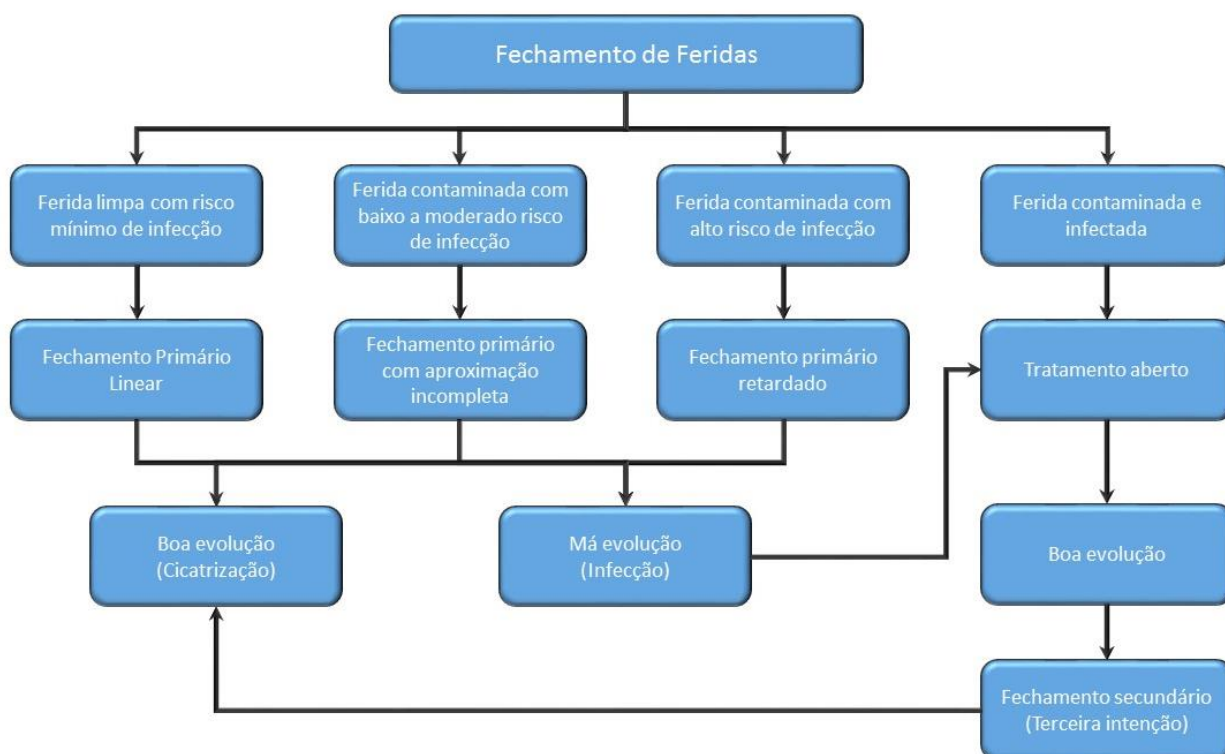 Fechamento de Feridas
Ferida limpa com risco
mínimo de infecção
Ferida contaminada com
baixo a moderado risco
de infecção
Ferida contaminada com
alto risco de infecção
Ferida contaminada e
infectada
Fechamento Primário
Linear
Fechamento primário
com aproximação
incompleta
Fechamento primário
retardado
Tratamento aberto
Boa evolução
(Cicatrização)
Má evolução
(Infecção)
Boa evolução
Fechamento secundário
(Terceira intenção)